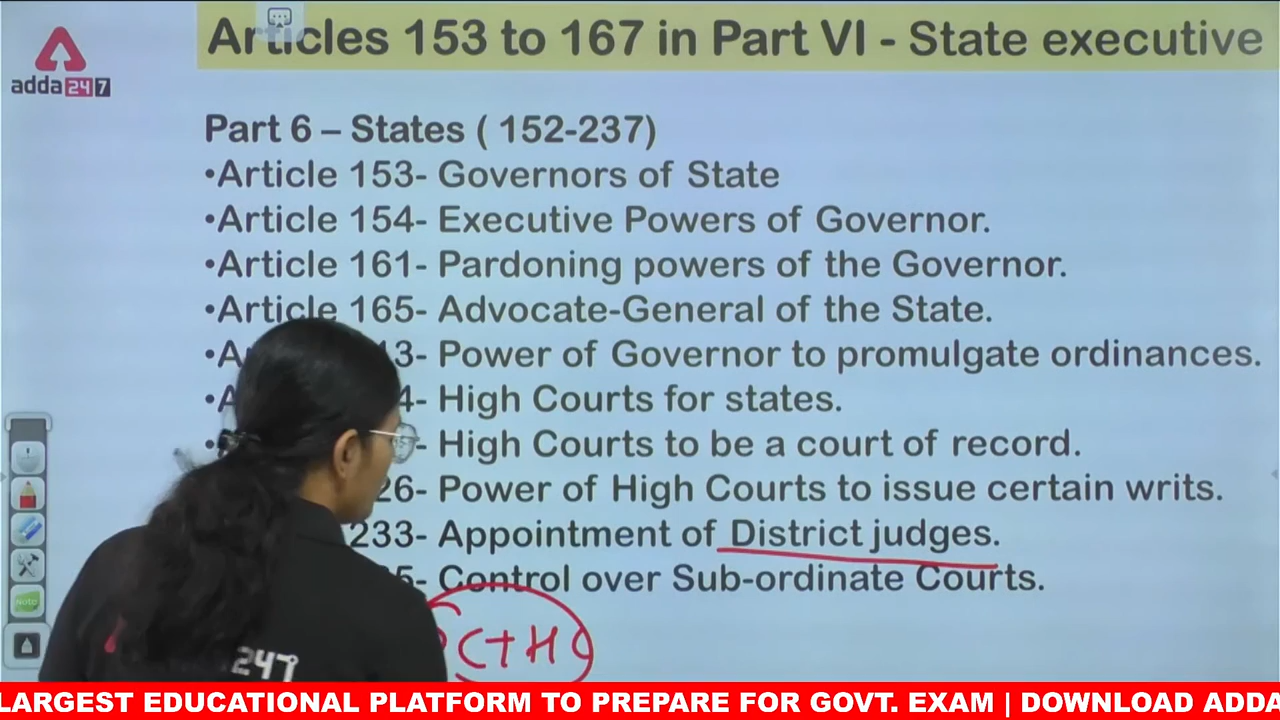 Articles 153 to 167 in Part VI - State executive
adda247
Part 6 – States ( 152-237)
•Article 153- Governors of State
•Article 154- Executive Powers of Governor.
•Article 161- Pardoning powers of the Governor.
•Article 165- Advocate-General of the State.
3- Power of Governor to promulgate ordinances.
4- High Courts for states.
- High Courts to be a court of record.
26- Power of High Courts to issue certain writs.
233- Appointment of District judges.
5- Control over Sub-ordinate Courts.
247
LARGEST EDUCATIONAL PLATFORM TO PREPARE FOR GOVT. EXAM | DOWNLOAD ADDA